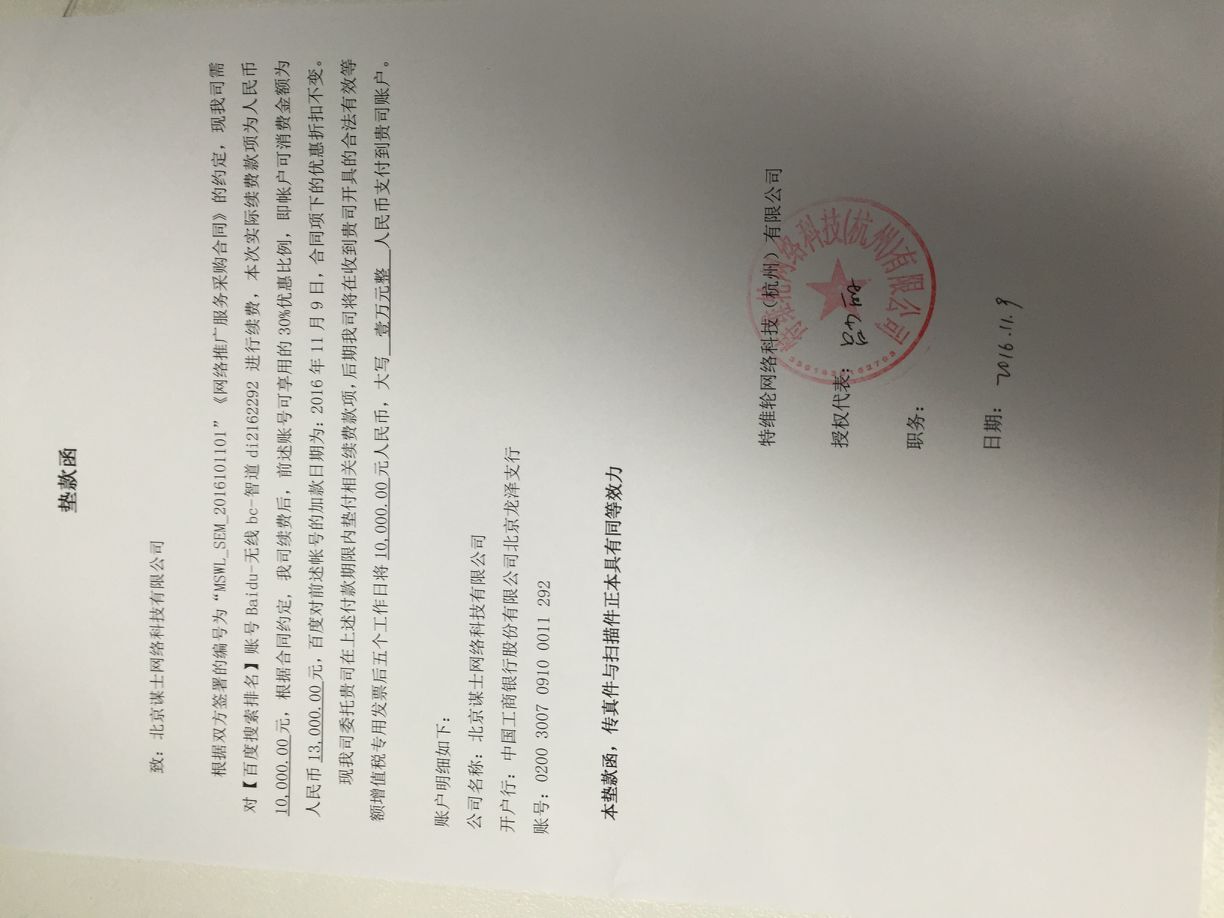 垫款函
致：北京谋士网络科技有限公司
根据双方签署的编号为“MSWL_SEM_2016101101”《网络推广服务采购合同》的约定，现我司需
对【百度搜索排名】账号 Baidu-无线 bc-智道 di2162292 进行续费，本次实际续费款项为人民币
10,000.00 元，根据合同约定，我司续费后，前述账号可享用的 30%优惠比例，即帐户可消费金额为
人民币 13,000.00 元，百度对前述帐号的加款日期为：2016 年 11 月 9 日，合同项下的优惠折扣不变。
现我司委托贵司在上述付款期限内垫付相关续费款项，后期我司将在收到贵司开具的合法有效等
额增值税专用发票后五个工作日将 10,000.00 元人民币，大写 壹万元整 人民币支付到贵司账户。
账户明细如下：
公司名称：北京谋士网络科技有限公司
开户行：中国工商银行股份有限公司北京龙泽支行
账号：0200 3007 0910 0011 292
本垫款函，传真件与扫描件正本具有同等效力
特维轮网络科技（杭州）有限公司
授权代表：
职务：
日期： 2016.11.9
特维轮网络科技(杭州)有限公司